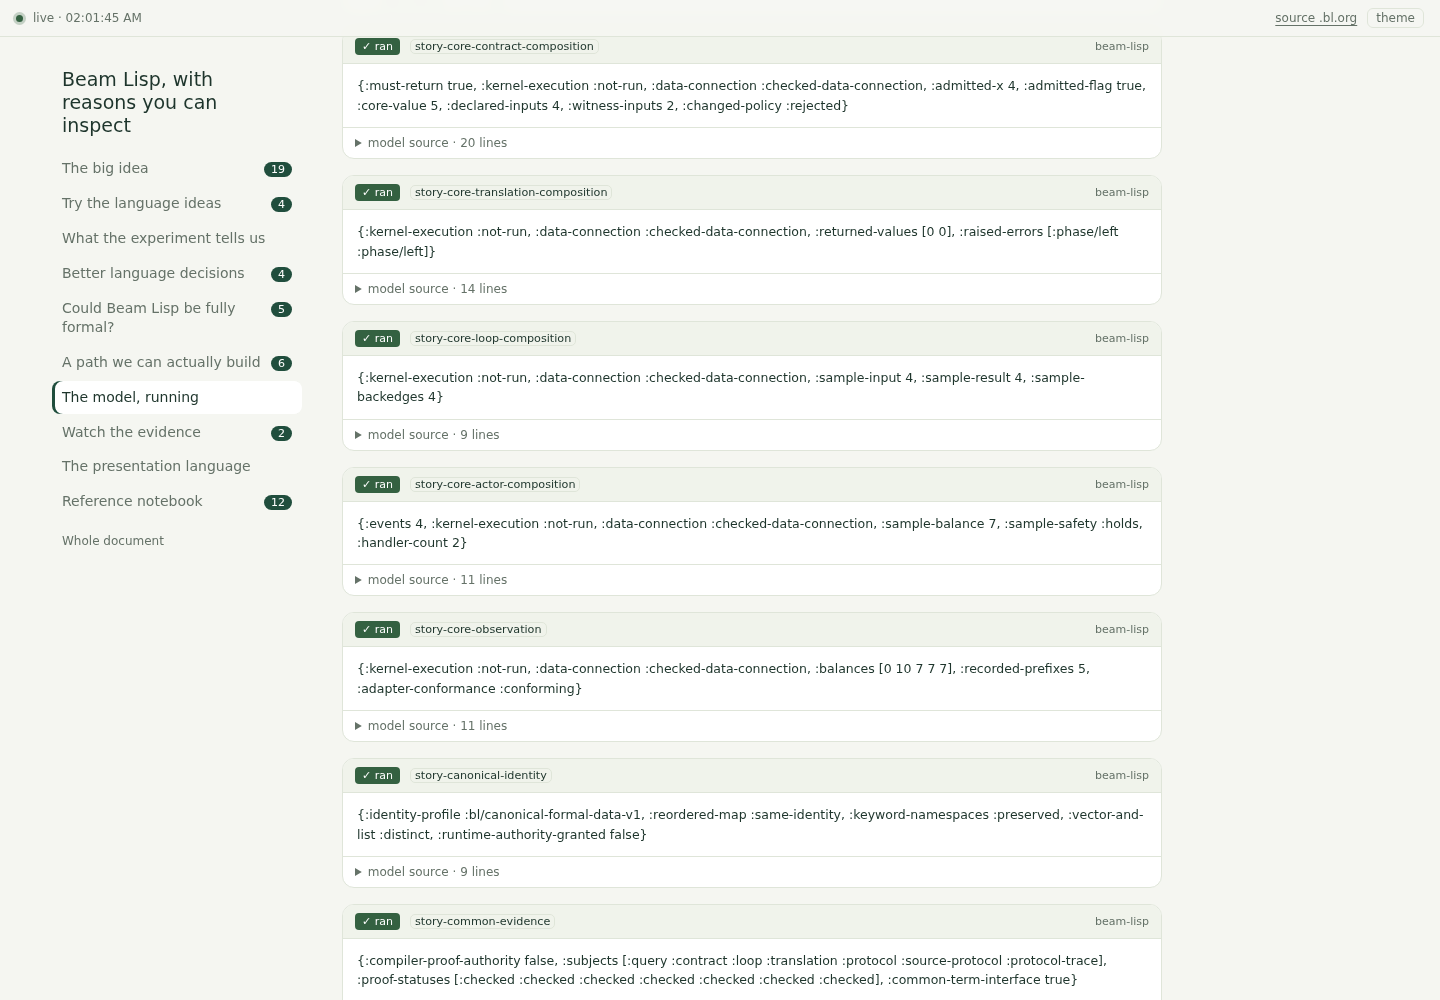 live · 02:01:45 AM
source .bl.org
theme
Beam Lisp, with
reasons you can
inspect
The big idea 19
Try the language ideas 4
What the experiment tells us
Better language decisions 4
Could Beam Lisp be fully
formal? 5
A path we can actually build 6
The model, running
Watch the evidence 2
The presentation language
Reference notebook 12
Whole document
✓ ran story-core-contract-composition beam-lisp
{:must-return true, :kernel-execution :not-run, :data-connection :checked-data-connection, :admitted-x 4, :admitted-flag true,
:core-value 5, :declared-inputs 4, :witness-inputs 2, :changed-policy :rejected}
▶ model source · 20 lines
✓ ran story-core-translation-composition beam-lisp
{:kernel-execution :not-run, :data-connection :checked-data-connection, :returned-values [0 0], :raised-errors [:phase/left
:phase/left]}
▶ model source · 14 lines
✓ ran story-core-loop-composition beam-lisp
{:kernel-execution :not-run, :data-connection :checked-data-connection, :sample-input 4, :sample-result 4, :sample-
backedges 4}
▶ model source · 9 lines
✓ ran story-core-actor-composition beam-lisp
{:events 4, :kernel-execution :not-run, :data-connection :checked-data-connection, :sample-balance 7, :sample-safety :holds,
:handler-count 2}
▶ model source · 11 lines
✓ ran story-core-observation beam-lisp
{:kernel-execution :not-run, :data-connection :checked-data-connection, :balances [0 10 7 7 7], :recorded-prefixes 5,
:adapter-conformance :conforming}
▶ model source · 11 lines
✓ ran story-canonical-identity beam-lisp
{:identity-profile :bl/canonical-formal-data-v1, :reordered-map :same-identity, :keyword-namespaces :preserved, :vector-and-
list :distinct, :runtime-authority-granted false}
▶ model source · 9 lines
✓ ran story-common-evidence beam-lisp
{:compiler-proof-authority false, :subjects [:query :contract :loop :translation :protocol :source-protocol :protocol-trace],
:proof-statuses [:checked :checked :checked :checked :checked :checked :checked], :common-term-interface true}